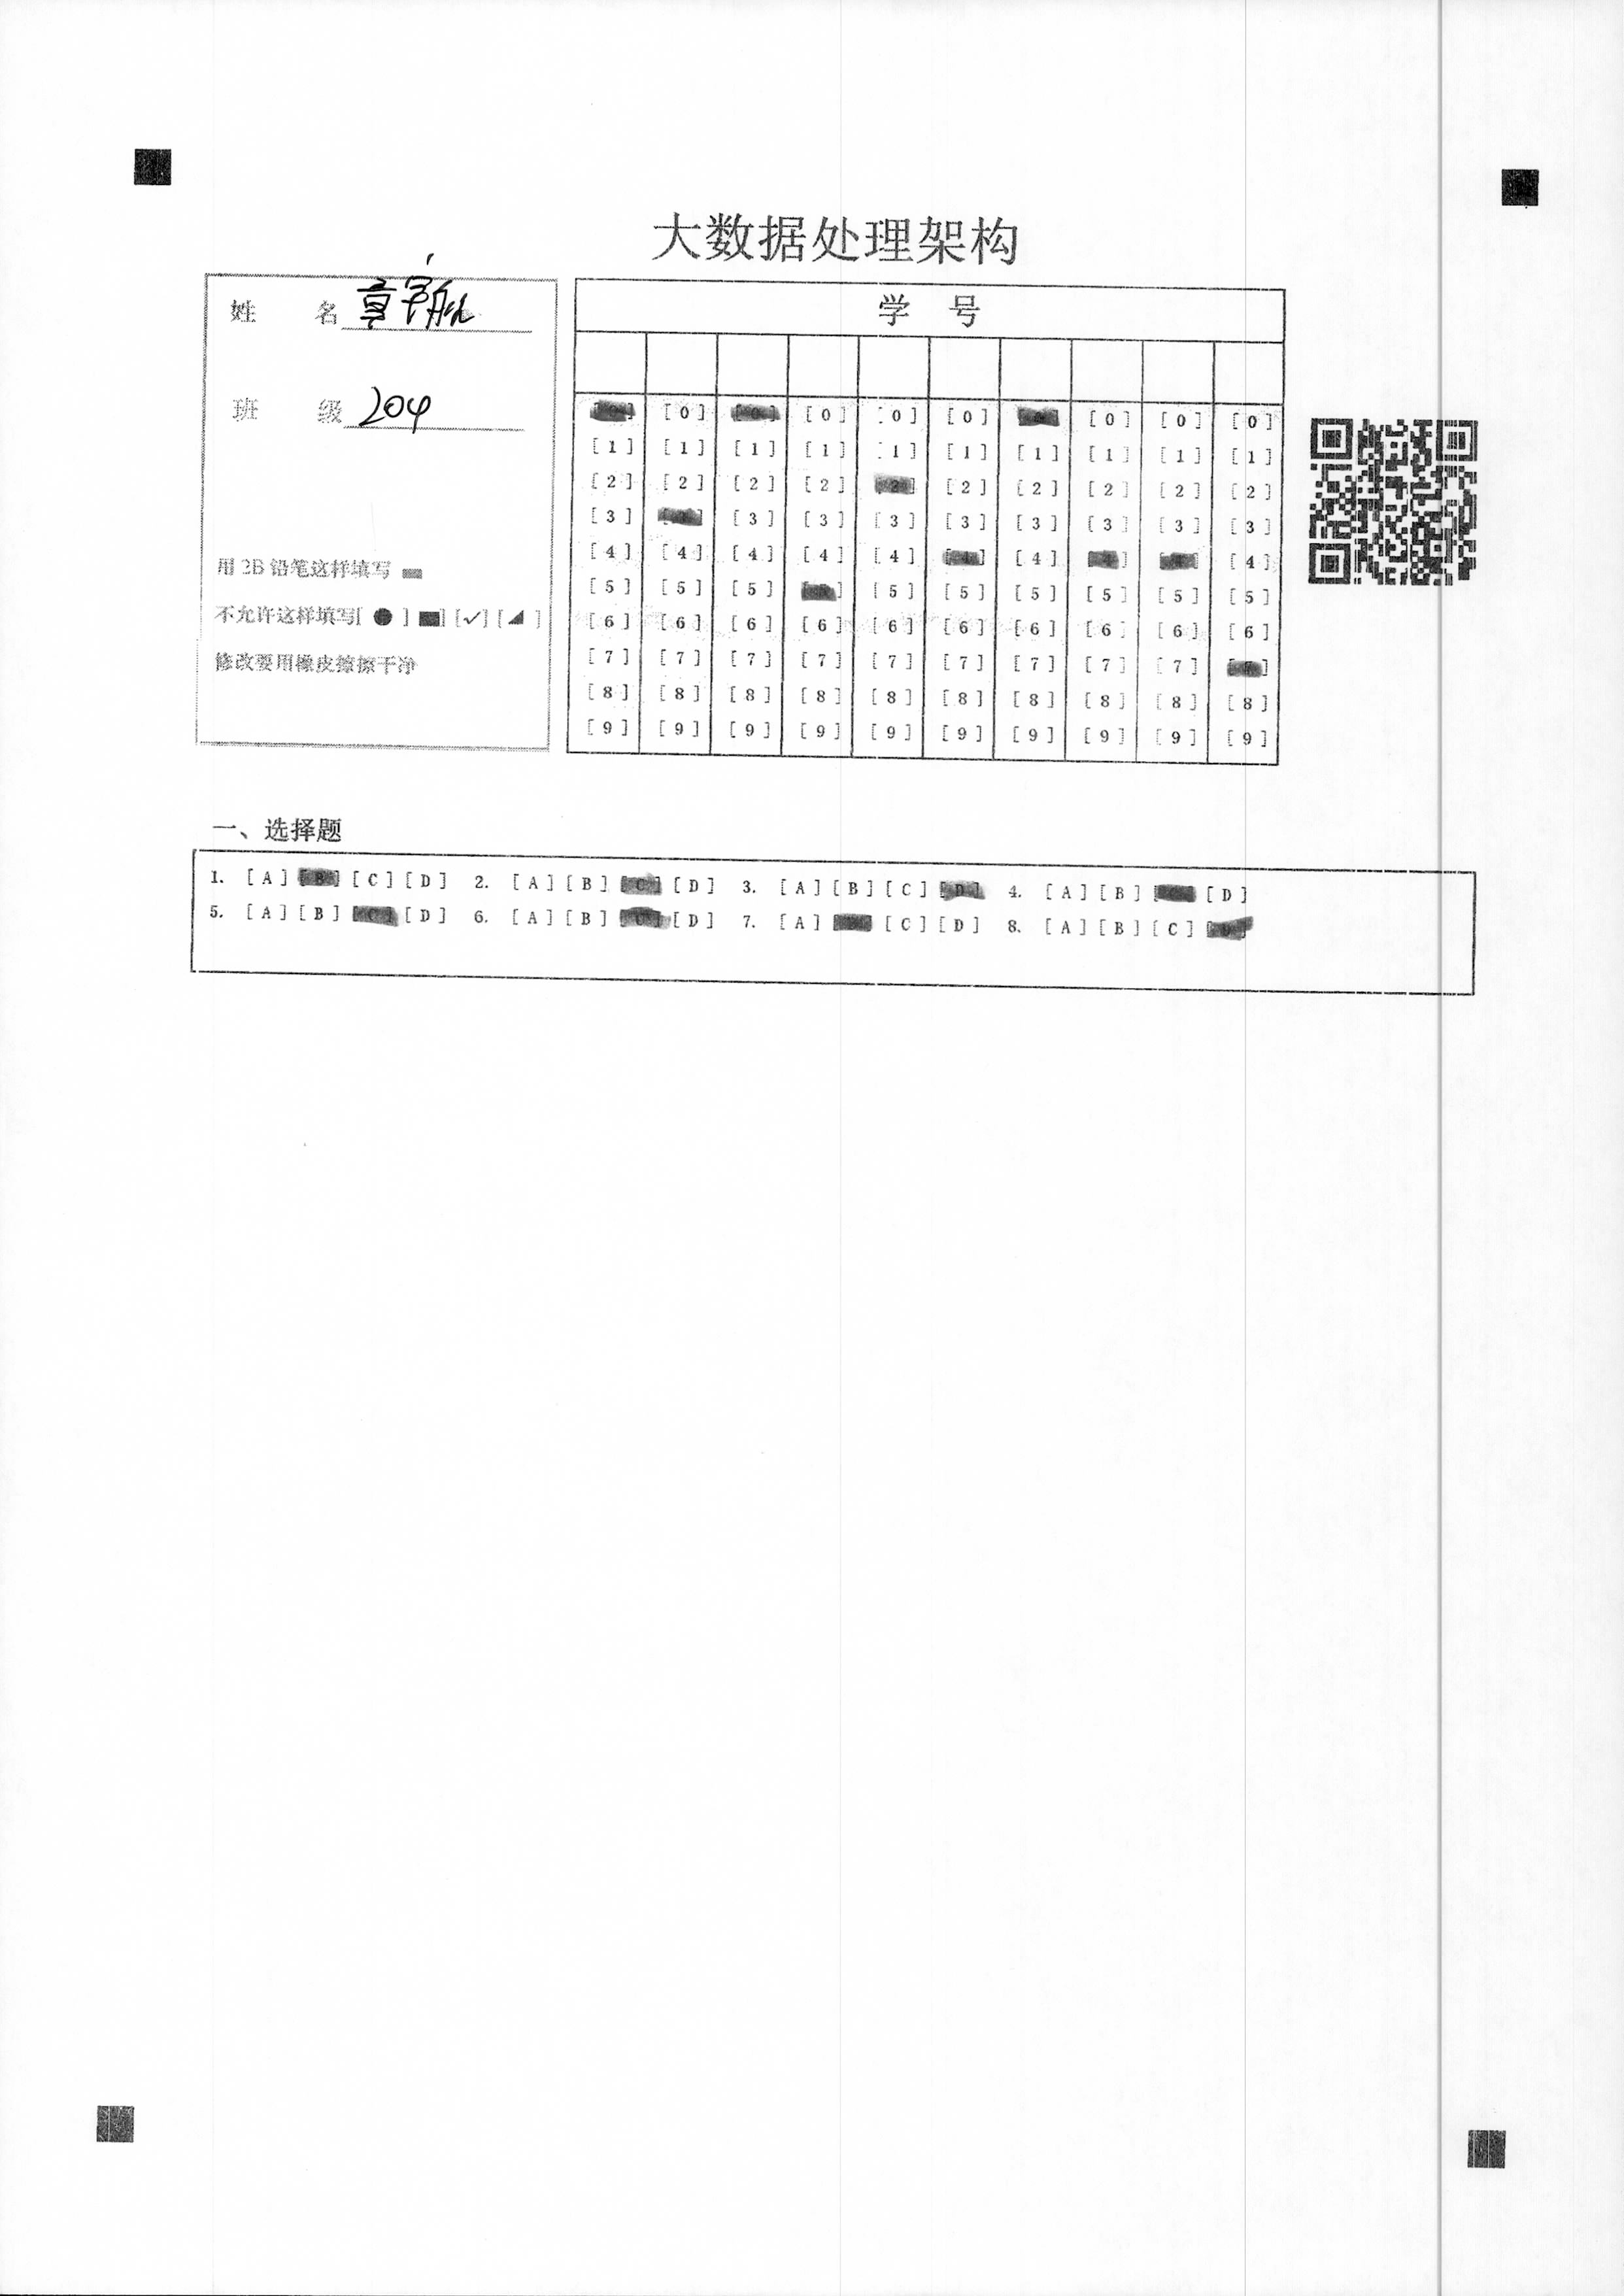 大数据处理架构
姓 名 章宇航
班 级 204
用 2B 铅笔这样填写
不允许这样填写[ ● ] [■] [✓] [◢ ]
修改要用橡皮擦擦干净
学 号
[0] [0] [0] [0] [0] [0] [0] [0] [0] [0]
[1] [1] [1] [1] [1] [1] [1] [1] [1] [1]
[2] [2] [2] [2] [2] [2] [2] [2] [2] [2]
[3] [3] [3] [3] [3] [3] [3] [3] [3]
[4] [4] [4] [4] [4] [4] [4] [4]
[5] [5] [5] [5] [5] [5] [5] [5] [5]
[6] [6] [6] [6] [6] [6] [6] [6] [6] [6]
[7] [7] [7] [7] [7] [7] [7] [7] [7]
[8] [8] [8] [8] [8] [8] [8] [8] [8] [8]
[9] [9] [9] [9] [9] [9] [9] [9] [9] [9]
一、选择题
1. [A] [B] [C] [D] 2. [A] [B] [C] [D] 3. [A] [B] [C] [D] 4. [A] [B] [D]
5. [A] [B] [C] [D] 6. [A] [B] [C] [D] 7. [A] [C] [D] 8. [A] [B] [C] [D]